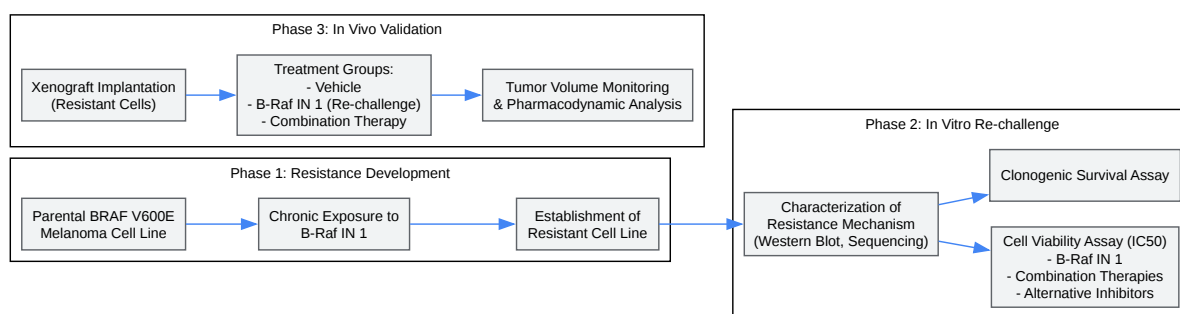 Phase 3: In Vivo Validation
Xenograft Implantation
(Resistant Cells)
Treatment Groups:
- Vehicle
- B-Raf IN 1 (Re-challenge)
- Combination Therapy
Tumor Volume Monitoring
& Pharmacodynamic Analysis
Phase 1: Resistance Development
Parental BRAF V600E
Melanoma Cell Line
Chronic Exposure to
B-Raf IN 1
Establishment of
Resistant Cell Line
Phase 2: In Vitro Re-challenge
Characterization of
Resistance Mechanism
(Western Blot, Sequencing)
Clonogenic Survival Assay
Cell Viability Assay (IC50)
- B-Raf IN 1
- Combination Therapies
- Alternative Inhibitors